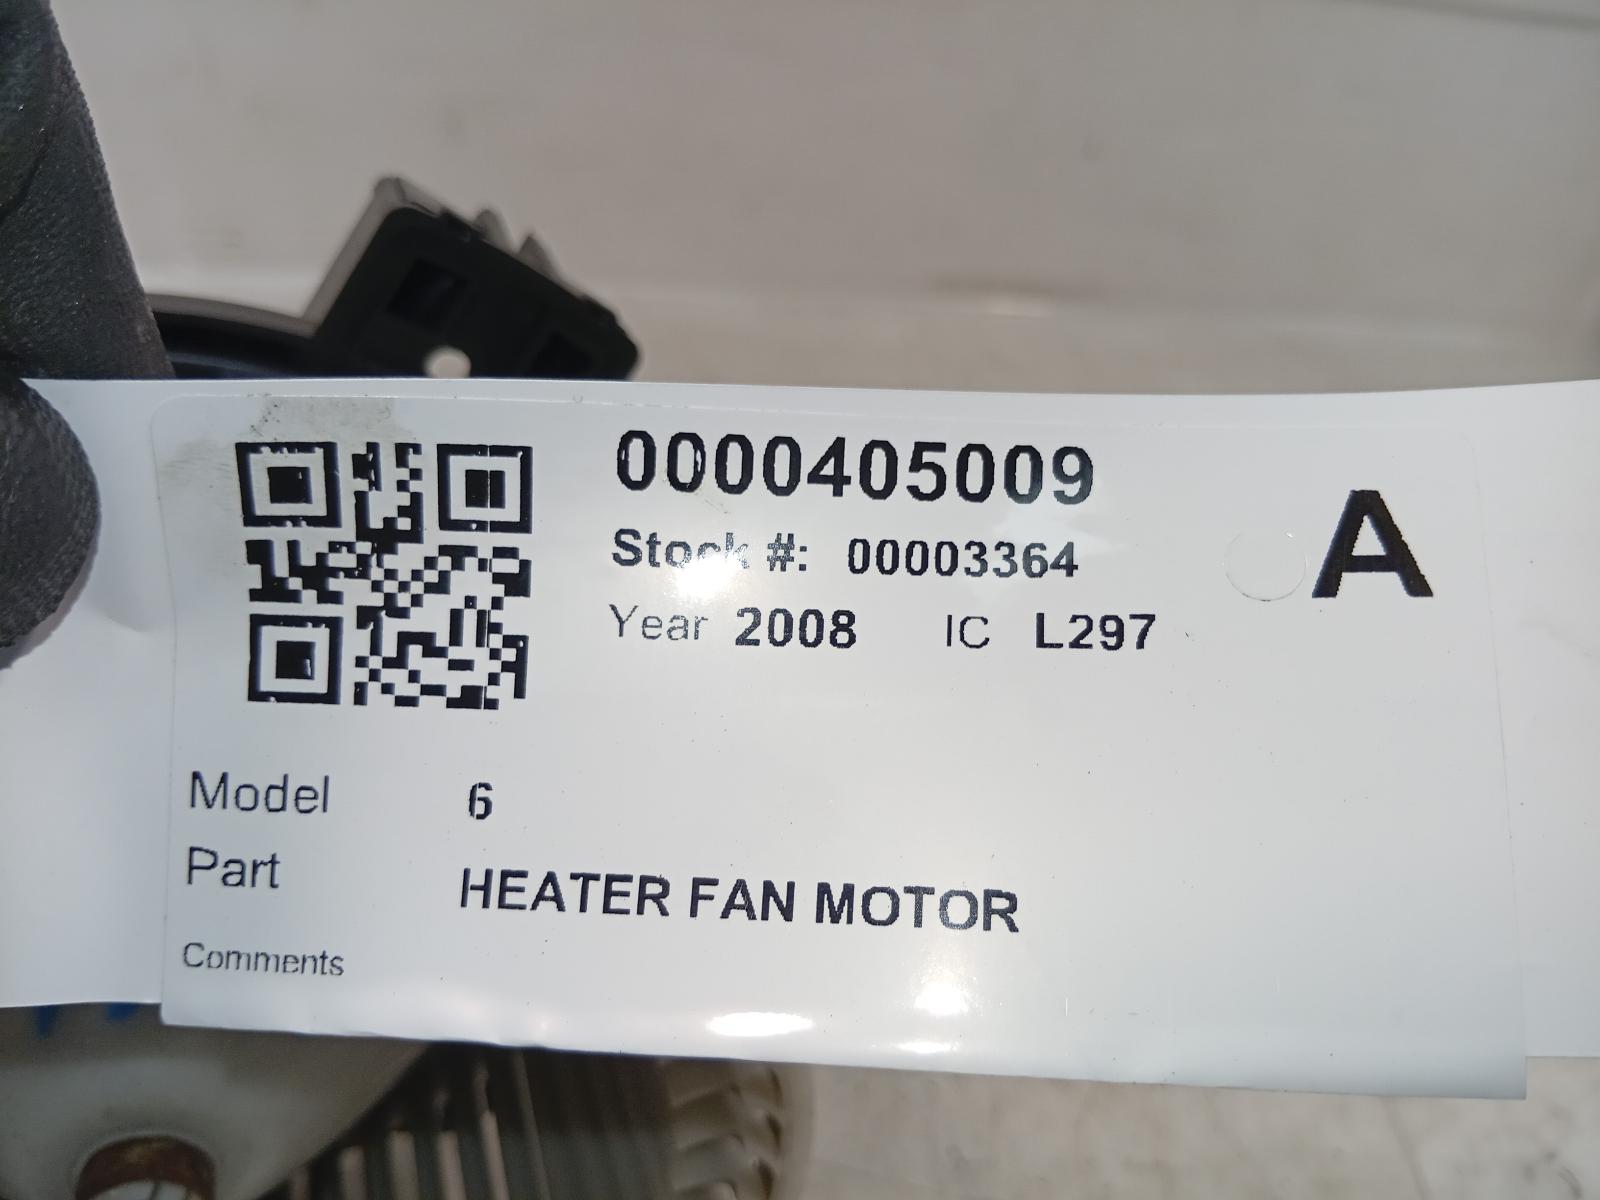 0000405009
Stock #: 00003364
A
Year 2008 IC L297
Model 6
Part HEATER FAN MOTOR
Comments